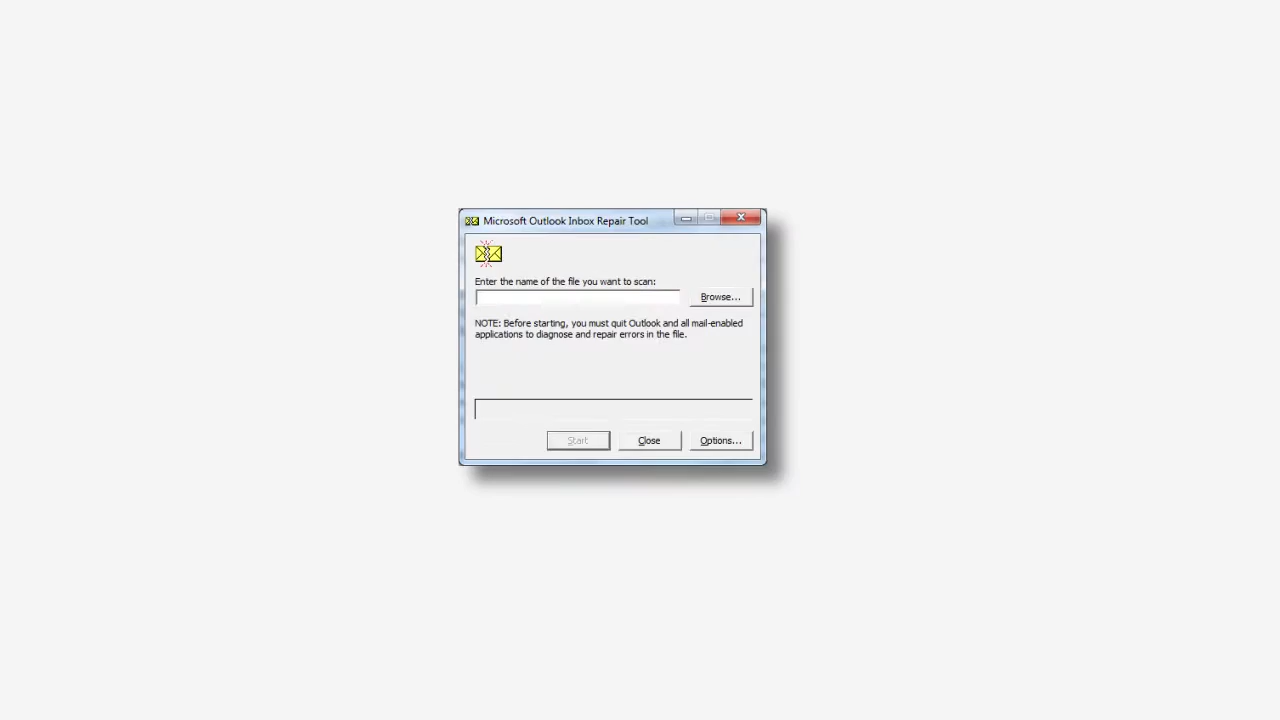 Microsoft Outlook Inbox Repair Tool
Enter the name of the file you want to scan:
Browse...
NOTE: Before starting, you must quit Outlook and all mail-enabled
applications to diagnose and repair errors in the file.
Start
Close
Options...